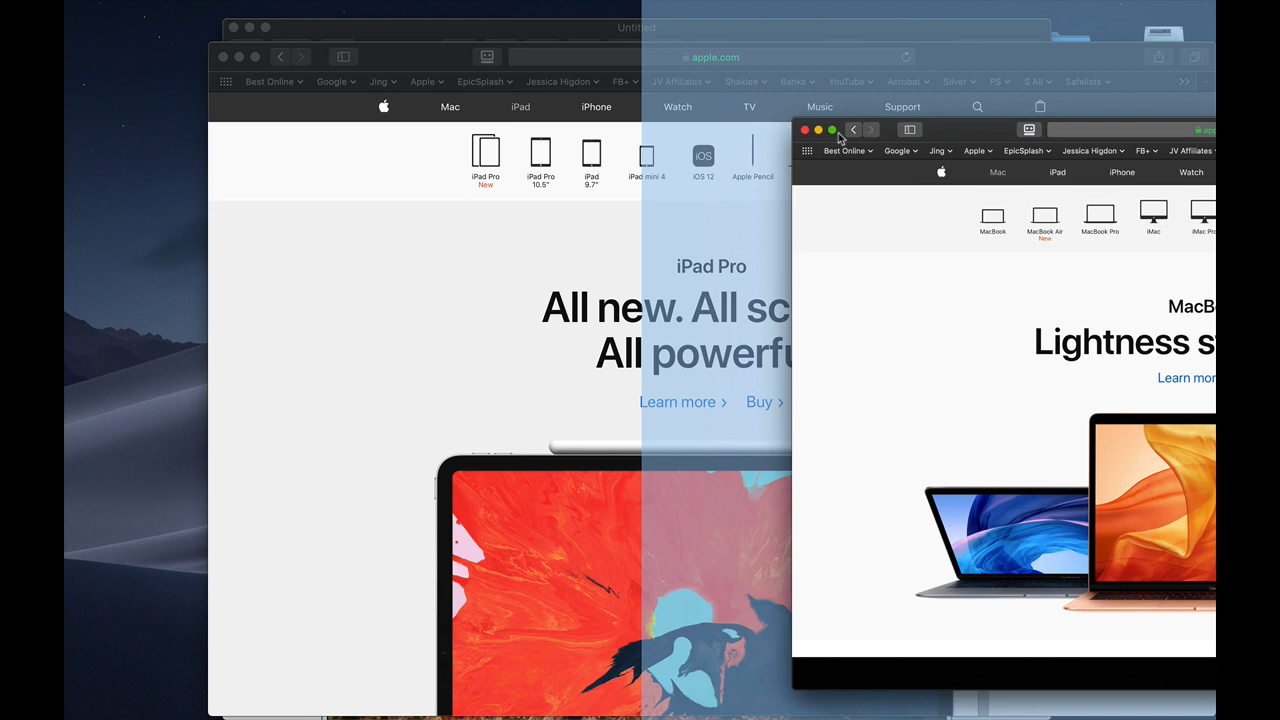 Untitled
apple.com
Best Online Google Jing Apple EpicSplash Jessica Higdon FB+ JV Affiliates Shaklee Banks YouTube Acrobat Silver PS S All Safelists
Mac iPad iPhone Watch TV Music Support
iPad Pro
New
iPad Pro
10.5"
iPad
9.7"
iPad mini 4
iOS
iOS 12
Apple Pencil
iPad Pro
All new. All sc
All powerfu
Learn more > Buy >
app
Best Online Google Jing Apple EpicSplash Jessica Higdon FB+ JV Affiliates
Mac iPad iPhone Watch
MacBook
MacBook Air
New
MacBook Pro
iMac
iMac Pro
MacB
Lightness s
Learn mor